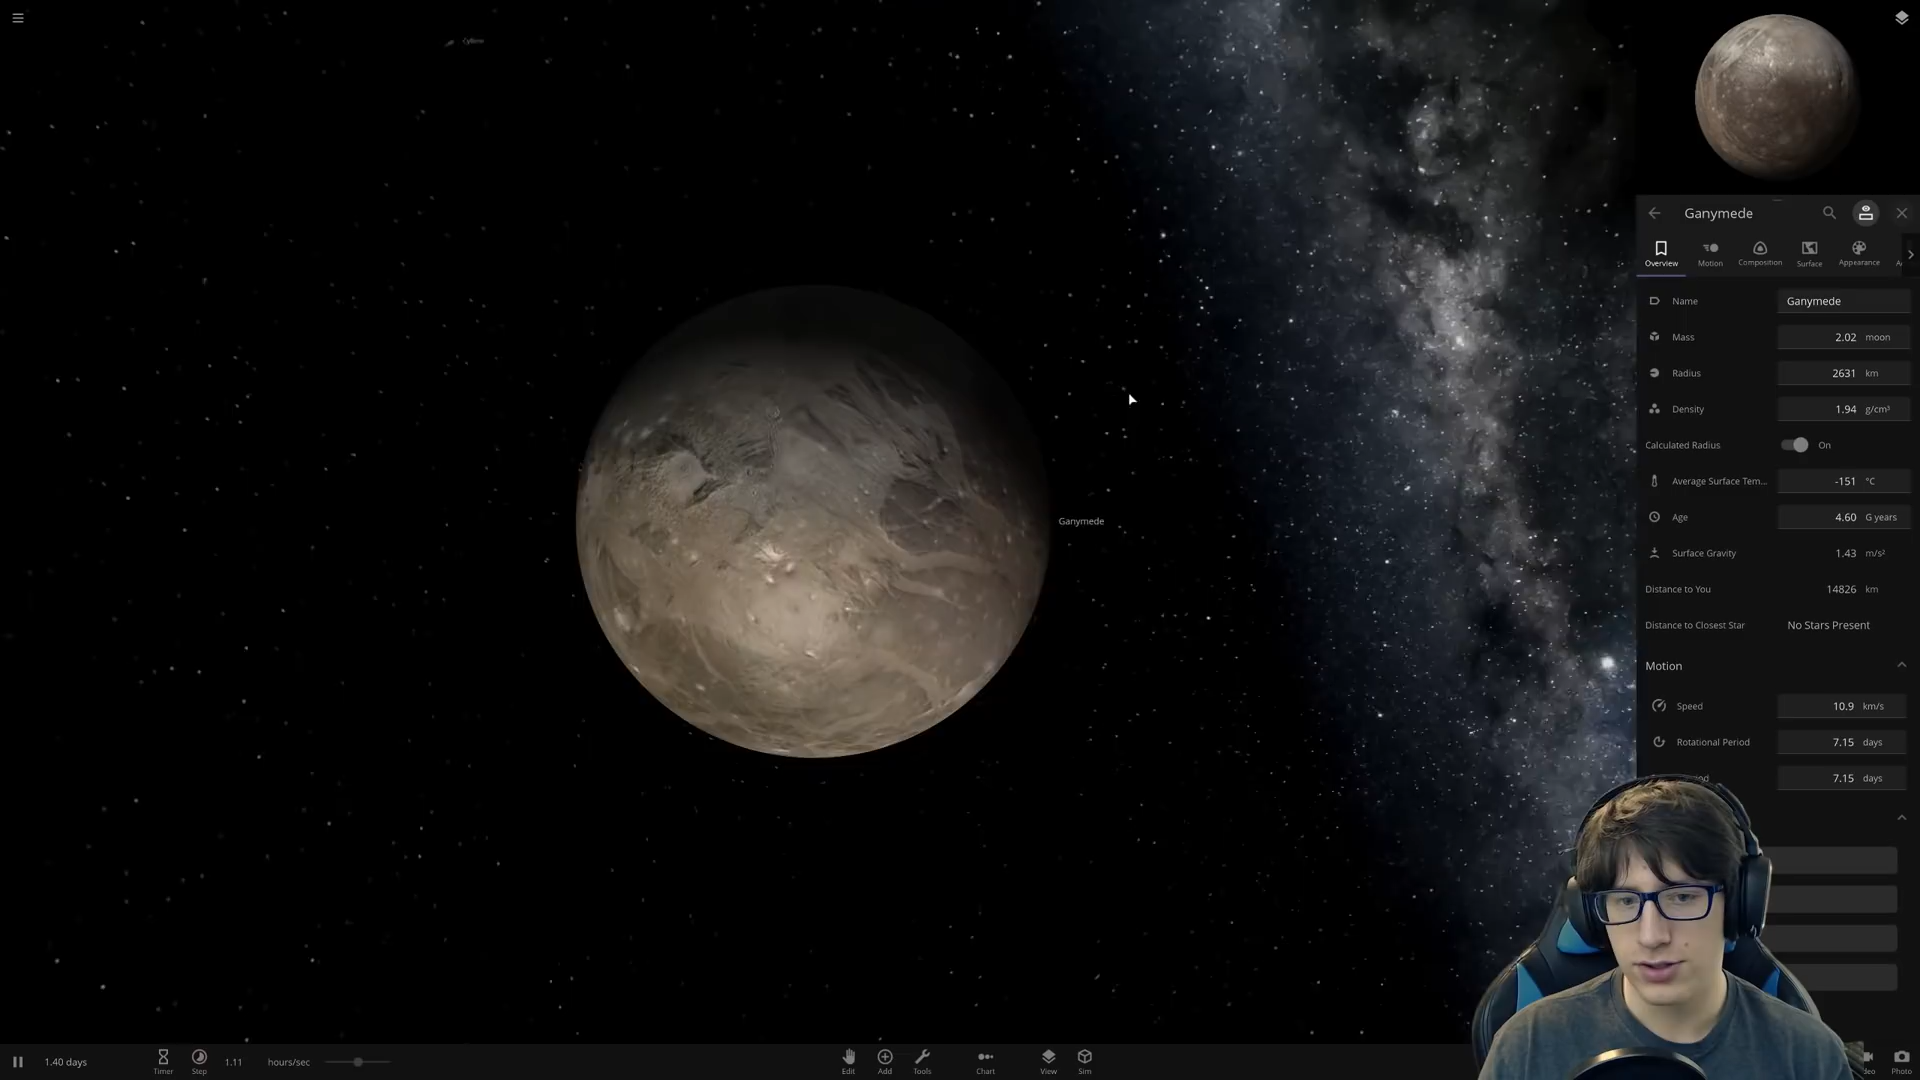 Ganymede
Overview Motion Composition Surface Appearance
Name Ganymede
Mass 2.02 moon
Radius 2631 km
Density 1.94 g/cm³
Calculated Radius On
Average Surface Tem... -151 °C
Age 4.60 G years
Surface Gravity 1.43 m/s²
Distance to You 14826 km
Distance to Closest Star No Stars Present
Motion
Speed 10.9 km/s
Rotational Period 7.15 days
7.15 days
Ganymede
1.40 days
Timer
Step
1.11 hours/sec
Edit
Add
Tools
Chart
View
Sim
Photo